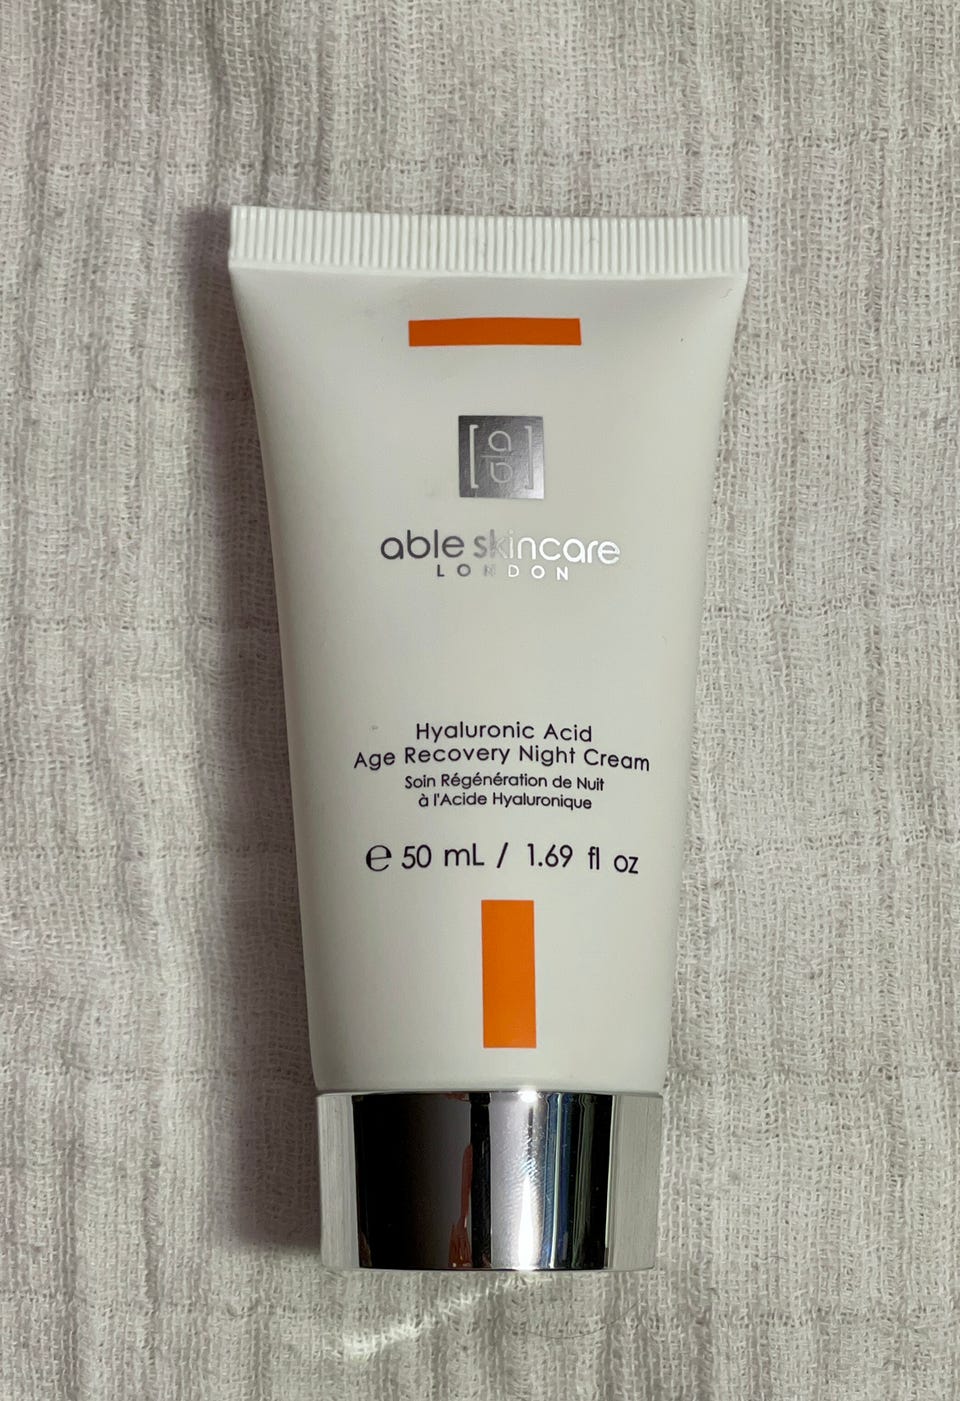 [a
b]
able skincare
LONDON
Hyaluronic Acid
Age Recovery Night Cream
Soin Régénération de Nuit
à l'Acide Hyaluronique
℮ 50 mL / 1.69 fl oz